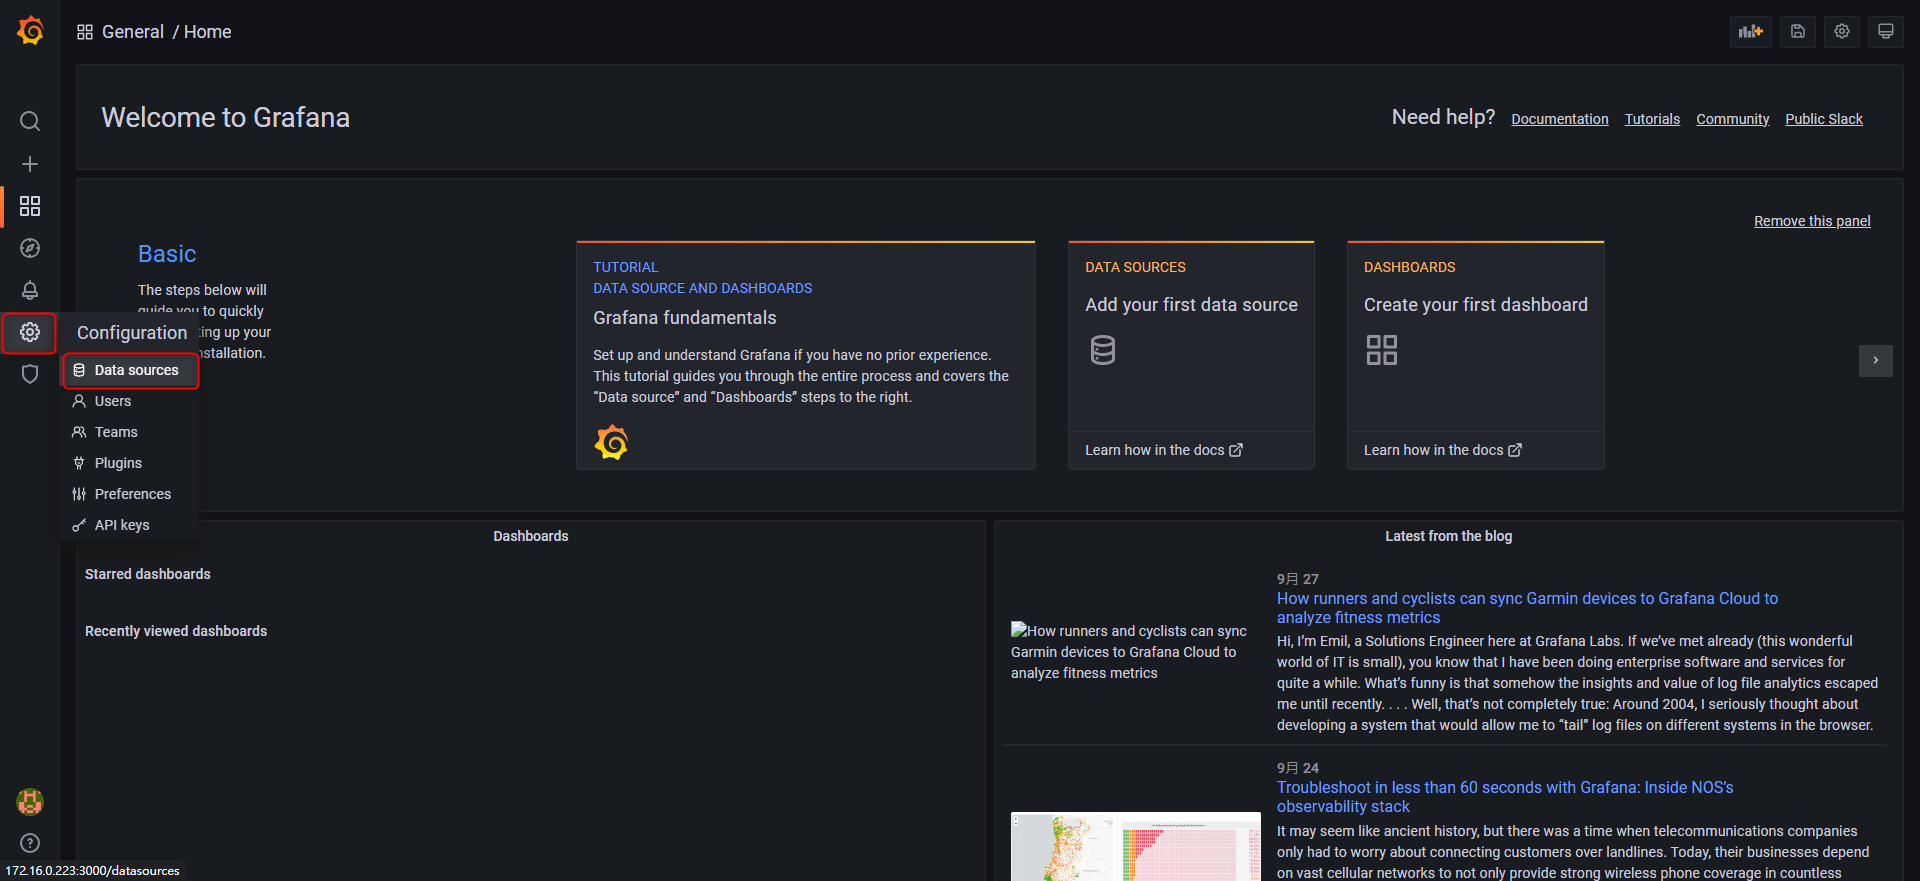 General / Home
Welcome to Grafana
Need help? Documentation Tutorials Community Public Slack
Remove this panel
Basic
The steps below will
guide you to quickly
ting up your
nstallation.
TUTORIAL
DATA SOURCE AND DASHBOARDS
Grafana fundamentals
Set up and understand Grafana if you have no prior experience.
This tutorial guides you through the entire process and covers the
“Data source” and “Dashboards” steps to the right.
DATA SOURCES
Add your first data source
Learn how in the docs
DASHBOARDS
Create your first dashboard
Learn how in the docs
Configuration
Data sources
Users
Teams
Plugins
Preferences
API keys
Dashboards
Starred dashboards
Recently viewed dashboards
Latest from the blog
How runners and cyclists can sync
Garmin devices to Grafana Cloud to
analyze fitness metrics
9月 27
How runners and cyclists can sync Garmin devices to Grafana Cloud to
analyze fitness metrics
Hi, I’m Emil, a Solutions Engineer here at Grafana Labs. If we’ve met already (this wonderful
world of IT is small), you know that I have been doing enterprise software and services for
quite a while. What’s funny is that somehow the insights and value of log file analytics escaped
me until recently. . . . Well, that’s not completely true: Around 2004, I seriously thought about
developing a system that would allow me to “tail” log files on different systems in the browser.
9月 24
Troubleshoot in less than 60 seconds with Grafana: Inside NOS’s
observability stack
It may seem like ancient history, but there was a time when telecommunications companies
only had to worry about connecting customers over landlines. Today, their businesses depend
on vast cellular networks to not only provide strong wireless phone coverage in countless
172.16.0.223:3000/datasources